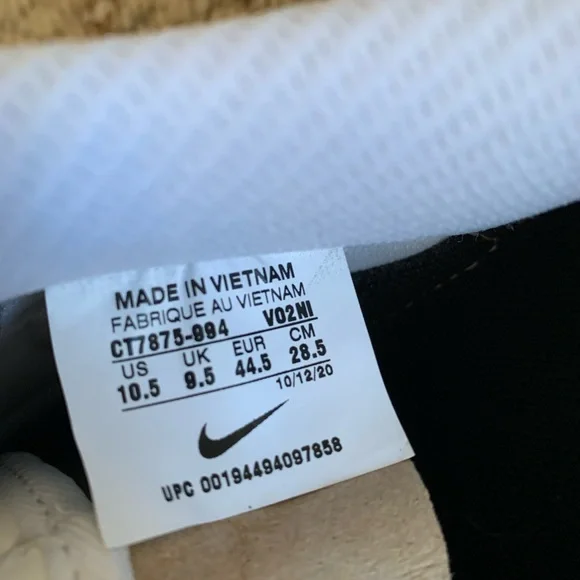 MADE IN VIETNAM
FABRIQUE AU VIETNAM
CT7875-994 VO2NI
US UK EUR CM
10.5 9.5 44.5 28.5
10/12/20
UPC 00194494097858